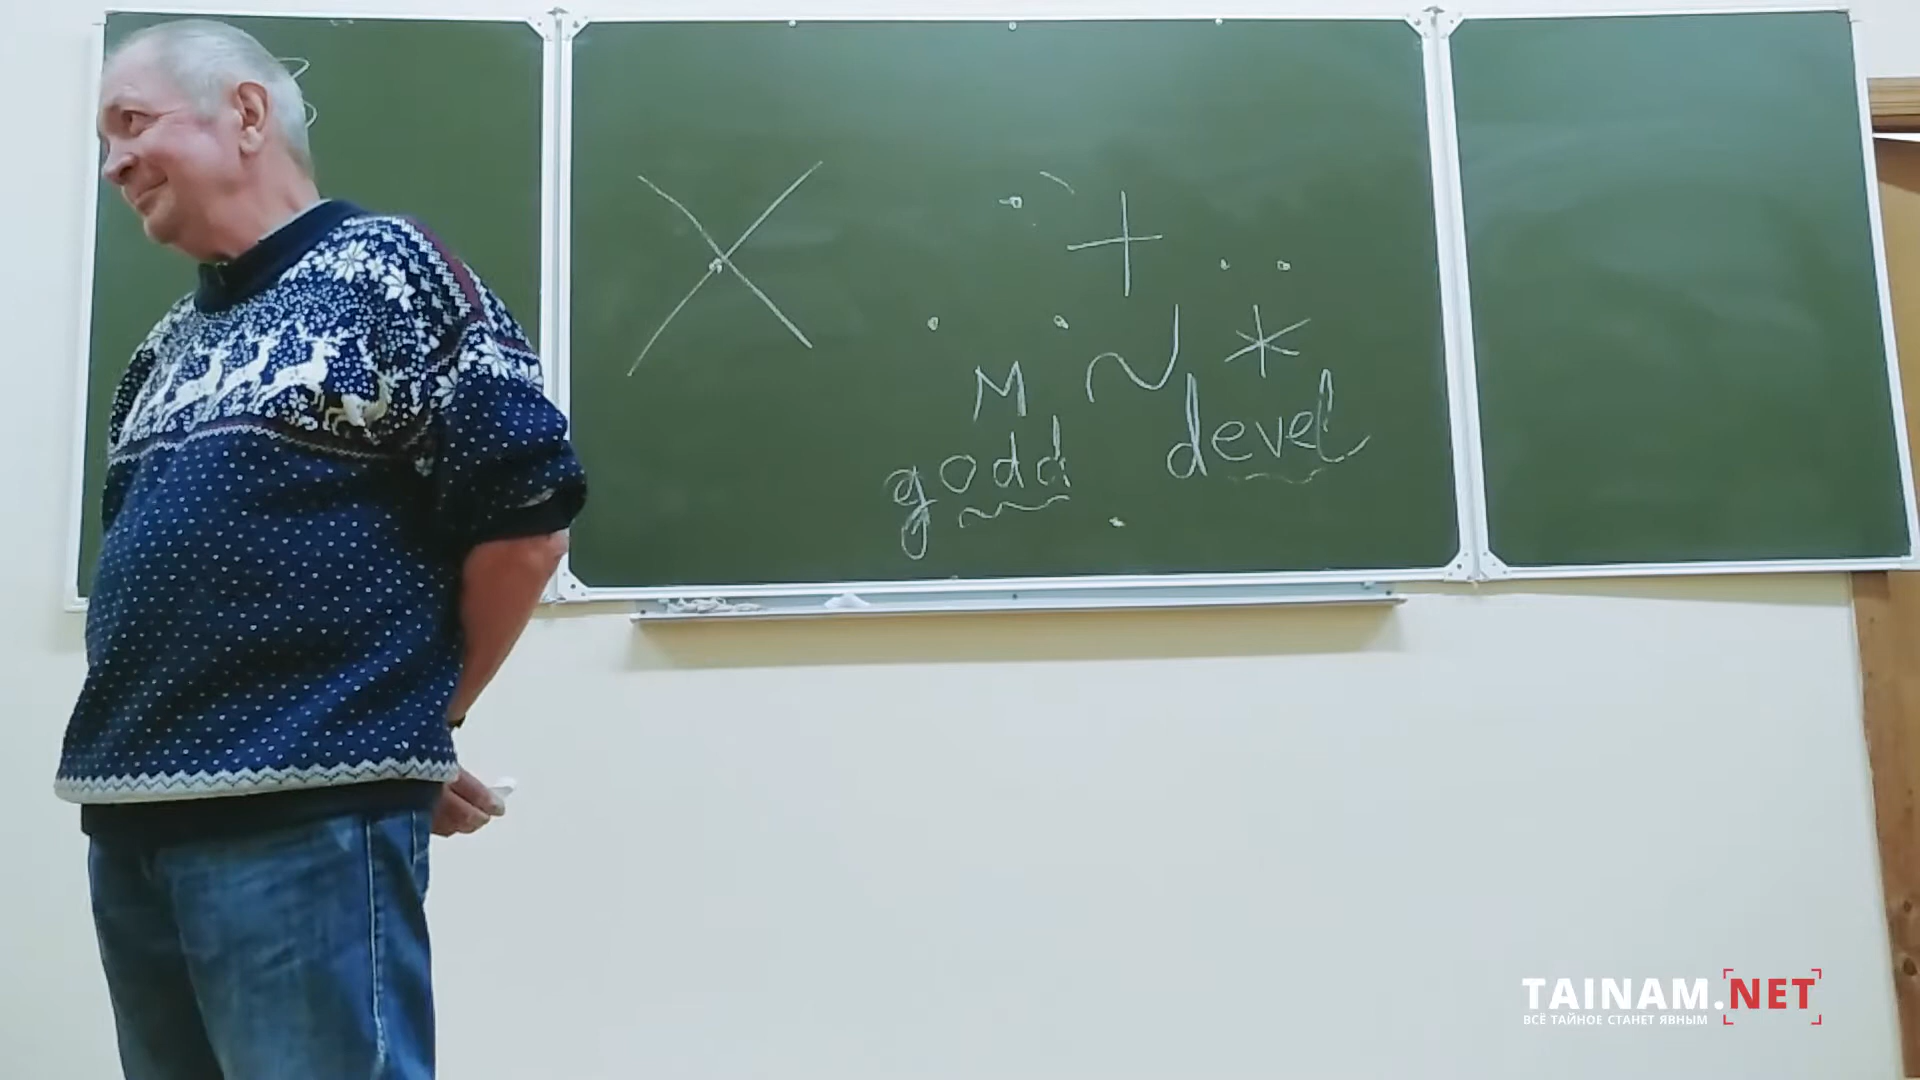 M
godd devel
TAINAM.NET
ВСЁ ТАЙНОЕ СТАНЕТ ЯВНЫМ